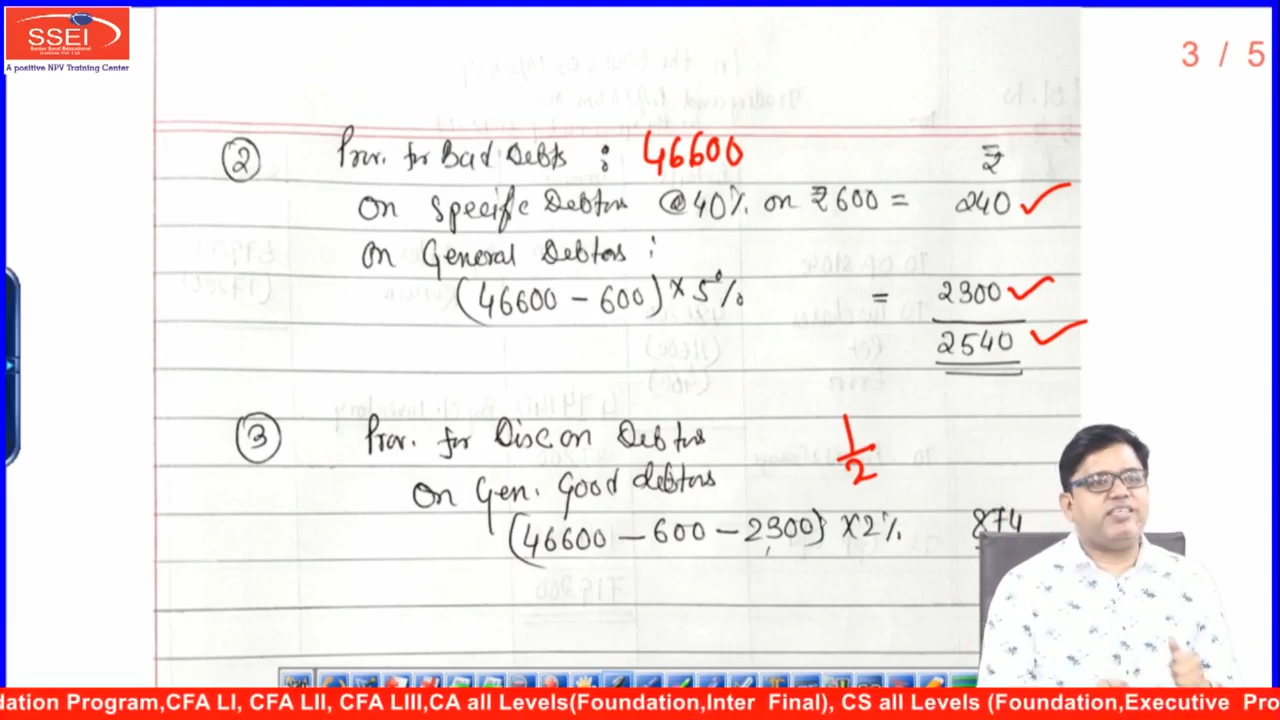 SSEI
A positive NPV Training Center
3 / 5
② Prov. for Bad Debts : 46600 ₹
On Specific Debtors @ 40% on ₹600 = 240
On General Debtors :
(46600 - 600) × 5% = 2300
2540
③ Prov. for Disc on Debtors
1/2
On Gen. Good debtors
(46600 - 600 - 2300) × 2% 874
dation Program,CFA LI, CFA LII, CFA LIII,CA all Levels(Foundation,Inter Final), CS all Levels (Foundation,Executive Pro